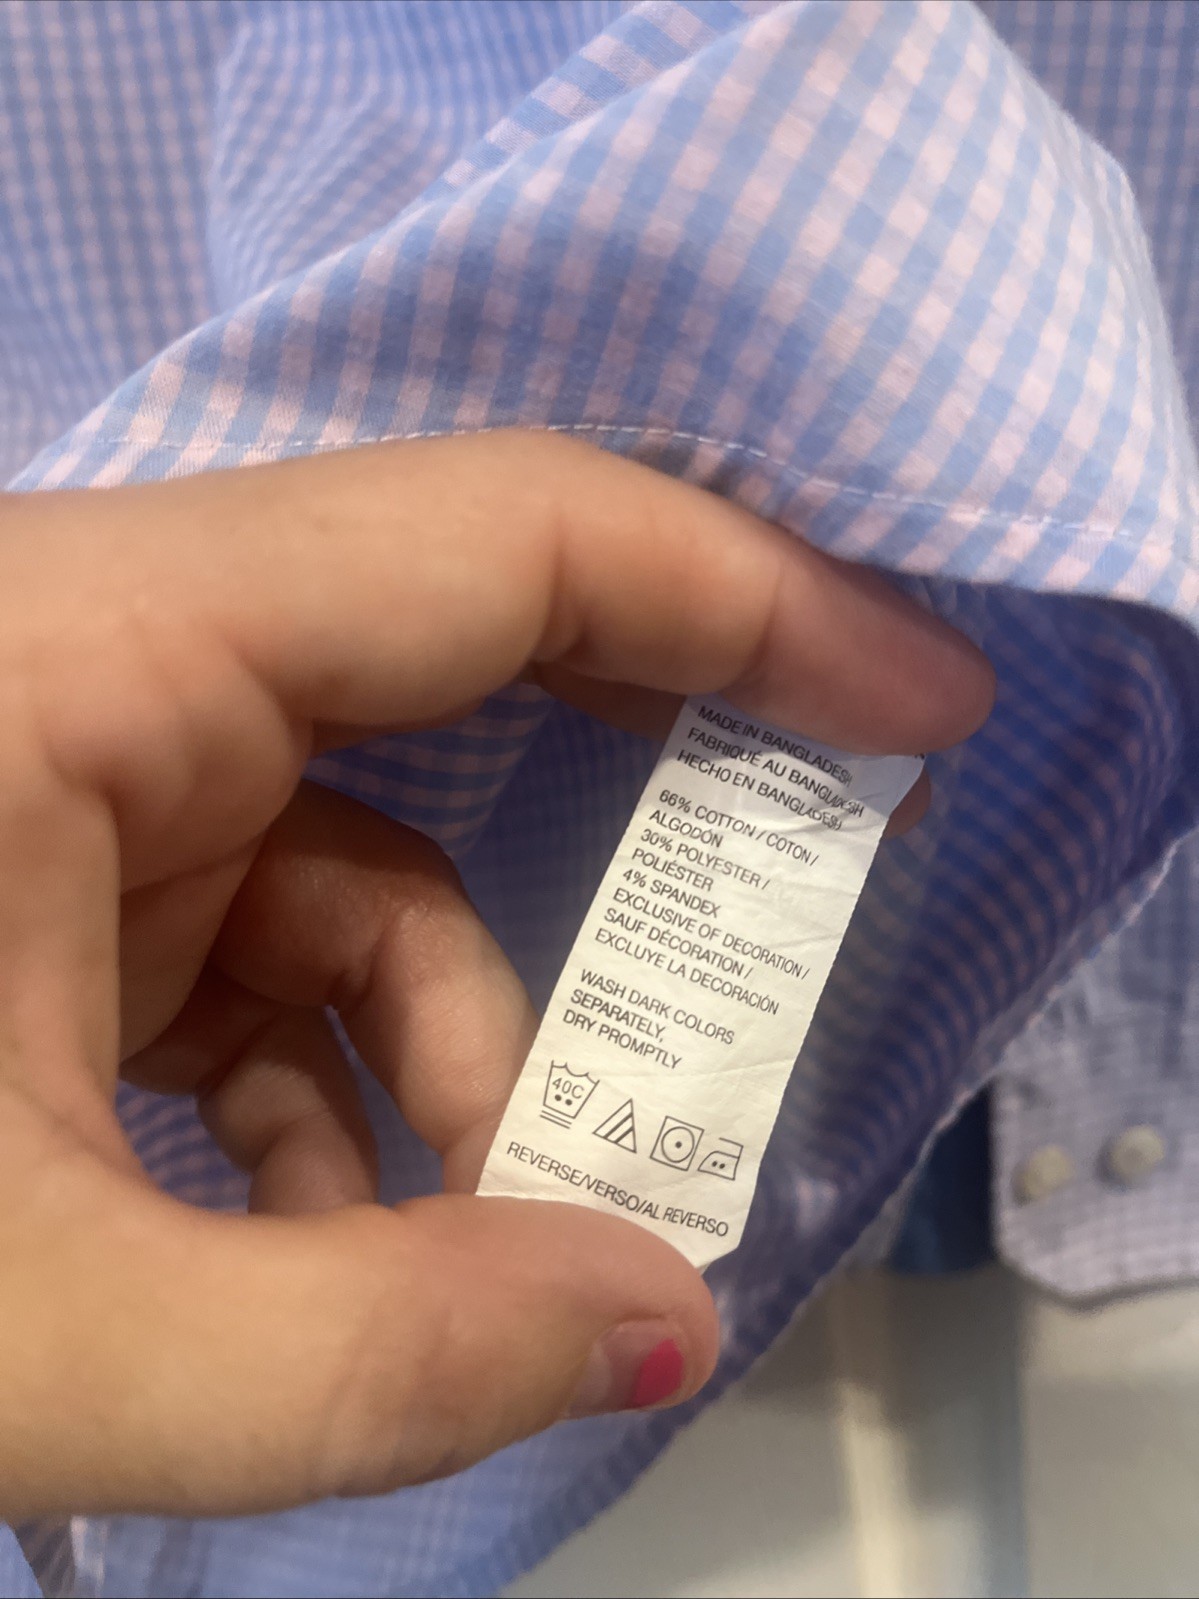 MADE IN BANGLADESH
FABRIQUÉ AU BANGLADESH
HECHO EN BANGLADESH
66% COTTON / COTON /
ALGODÓN
30% POLYESTER /
POLIÉSTER
4% SPANDEX
EXCLUSIVE OF DECORATION /
SAUF DÉCORATION /
EXCLUYE LA DECORACIÓN
WASH DARK COLORS
SEPARATELY,
DRY PROMPTLY
40C
REVERSE/VERSO/AL REVERSO